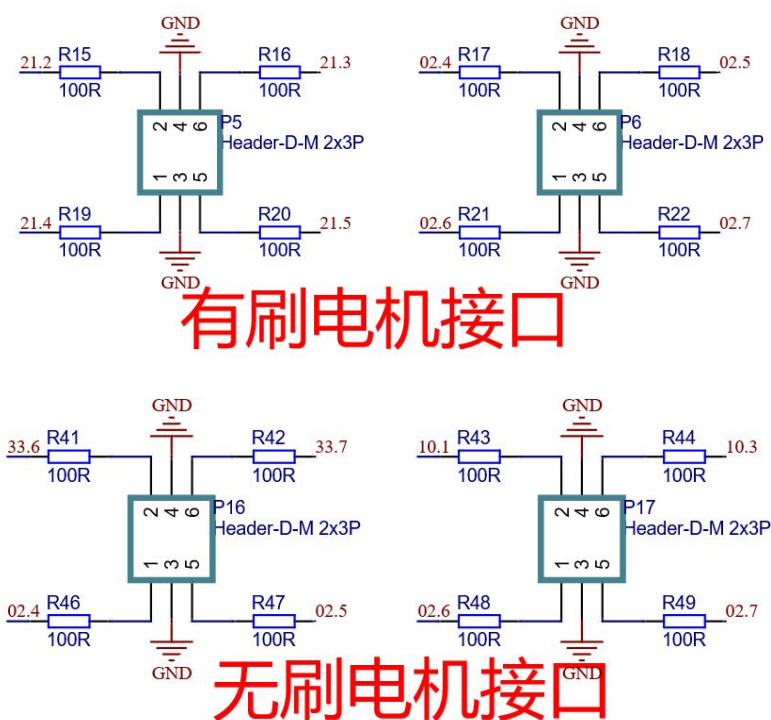 GND GND
R15 R16 R17 R18
21.2 21.3 02.4 02.5
100R 100R 100R 100R
2 4 6 P5 2 4 6 P6
Header-D-M 2x3P Header-D-M 2x3P
1 3 5 1 3 5
R19 R20 R21 R22
21.4 21.5 02.6 02.7
100R 100R 100R 100R
GND GND
有刷电机接口
GND GND
R41 R42 R43 R44
33.6 33.7 10.1 10.3
100R 100R 100R 100R
2 4 6 P16 2 4 6 P17
Header-D-M 2x3P Header-D-M 2x3P
1 3 5 1 3 5
R46 R47 R48 R49
02.4 02.5 02.6 02.7
100R 100R 100R 100R
GND GND
无刷电机接口